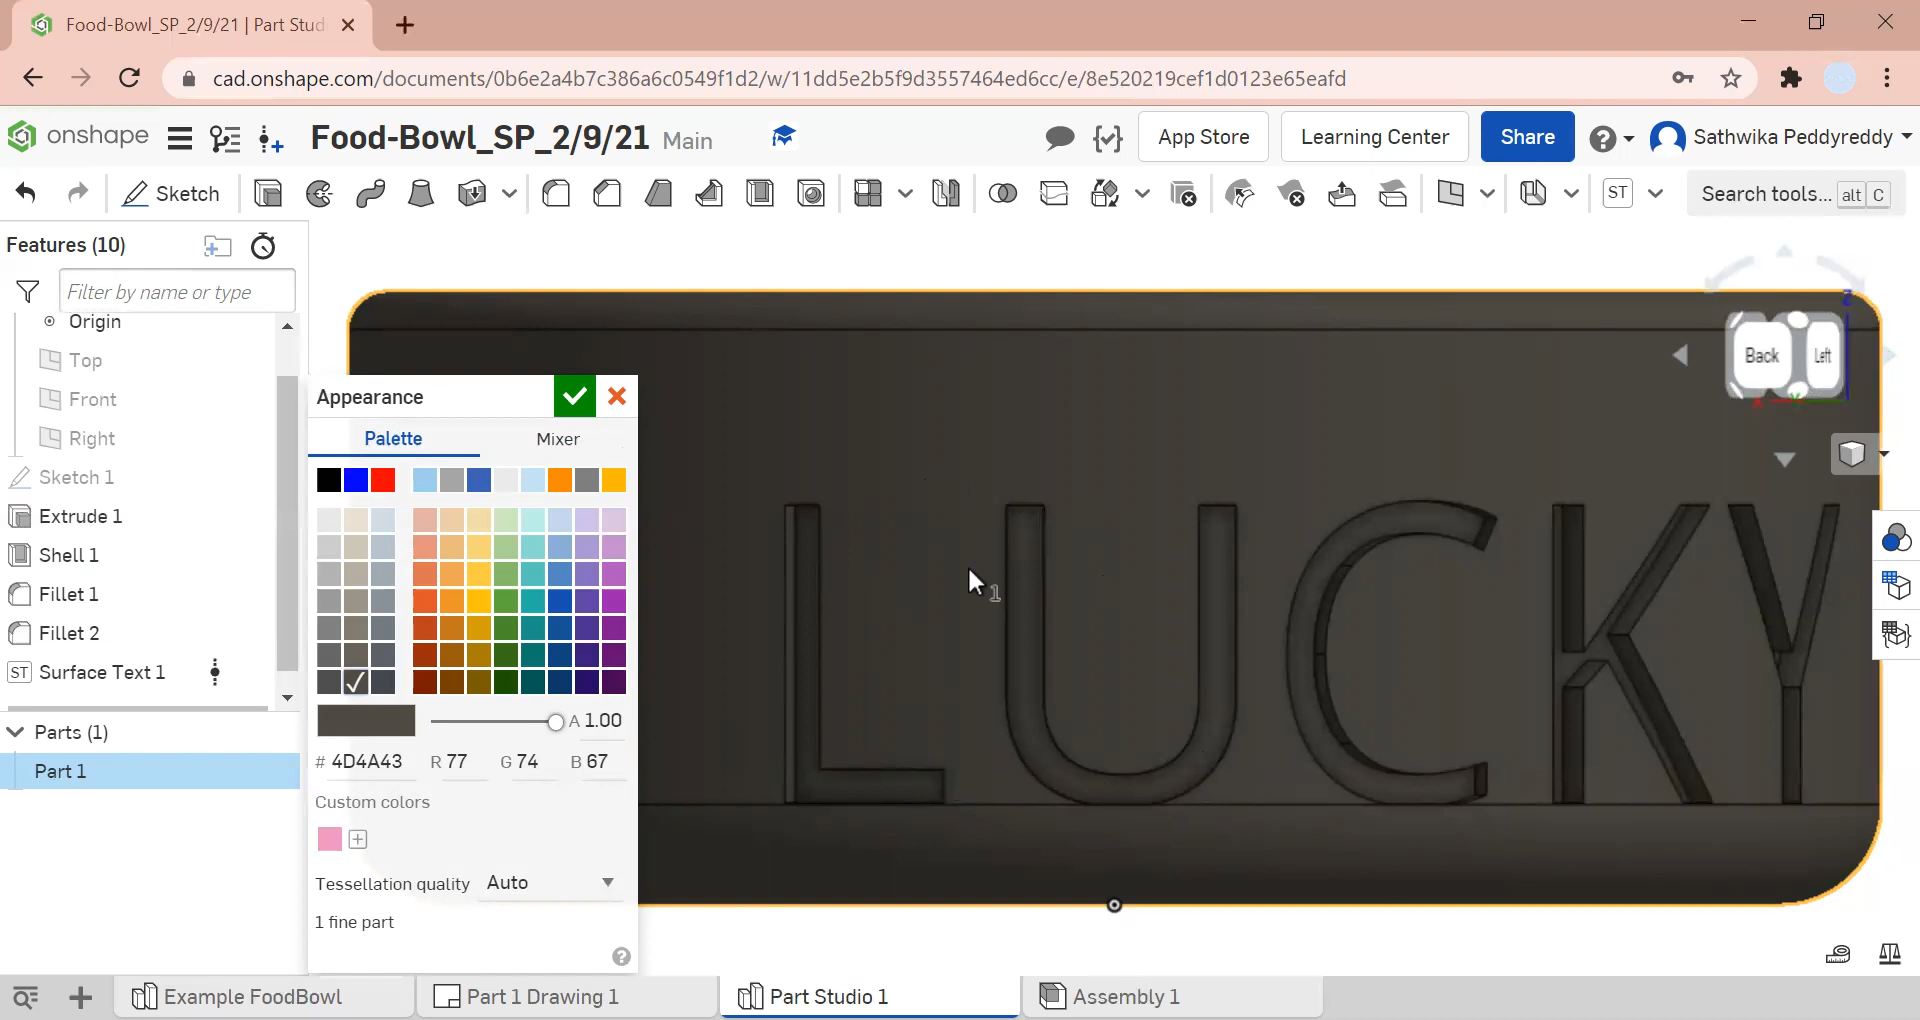 Food-Bowl_SP_2/9/21 | Part Studi
cad.onshape.com/documents/0b6e2a4b7c386a6c0549f1d2/w/11dd5e2b5f9d3557464ed6cc/e/8e520219cef1d0123e65eafd
onshape
Food-Bowl_SP_2/9/21 Main
App Store
Learning Center
Share
Sathwika Peddyreddy
Sketch
ST
Search tools... alt C
Features (10)
Filter by name or type
Origin
Top
Front
Right
Sketch 1
Extrude 1
Shell 1
Fillet 1
Fillet 2
ST Surface Text 1
Parts (1)
Part 1
Appearance
Palette Mixer
A 1.00
# 4D4A43 R 77 G 74 B 67
Custom colors
Tessellation quality Auto
1 fine part
LUCKY
1
Z
Back Left
X Y
Example FoodBowl
Part 1 Drawing 1
Part Studio 1
Assembly 1